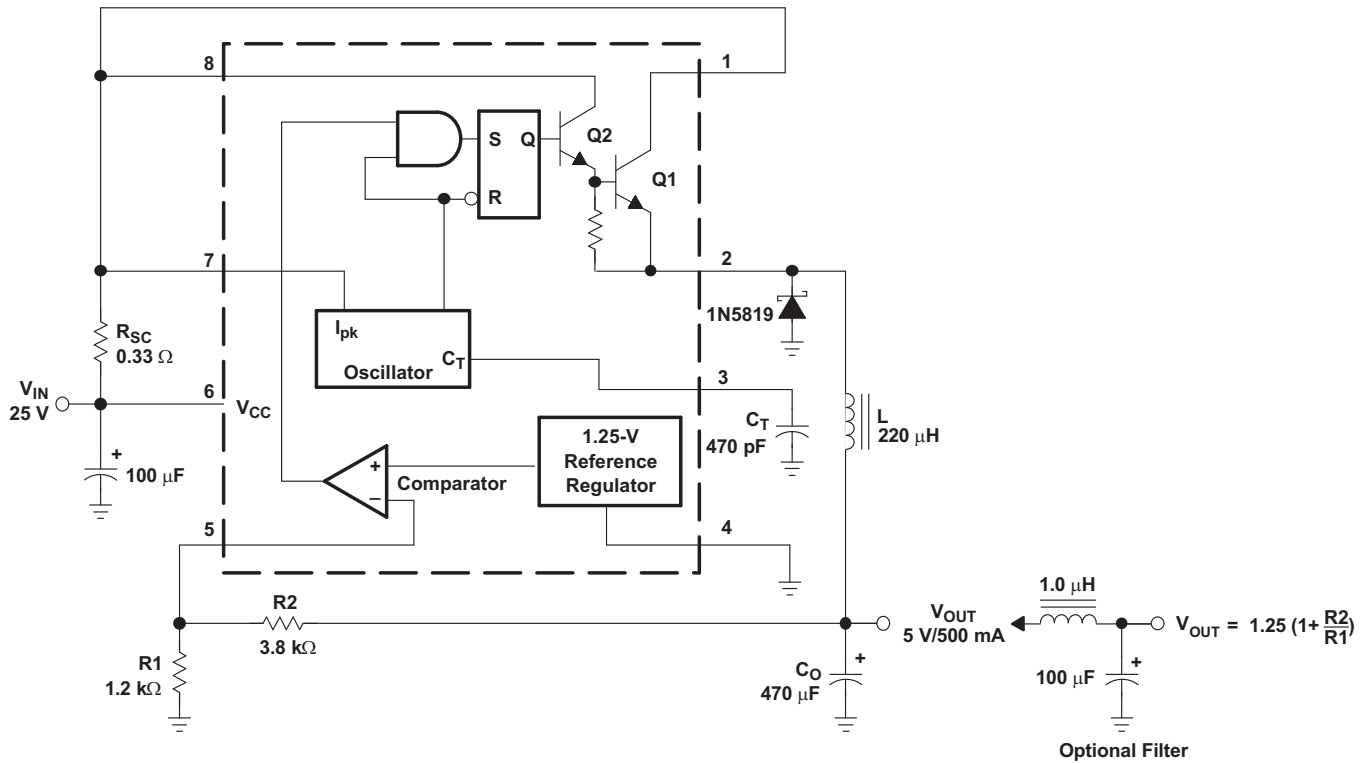 8
1
S
Q
Q2
R
Q1
7
2
Ipk
CT
Oscillator
1N5819
RSC
0.33 Ω
VIN
25 V
6
VCC
3
CT
470 pF
L
220 μH
1.25-V
Reference
Regulator
+
–
Comparator
+
100 μF
5
4
R2
3.8 kΩ
R1
1.2 kΩ
VOUT
5 V/500 mA
1.0 μH
VOUT = 1.25 (1+ R2/R1)
CO
470 μF
+
100 μF
+
Optional Filter